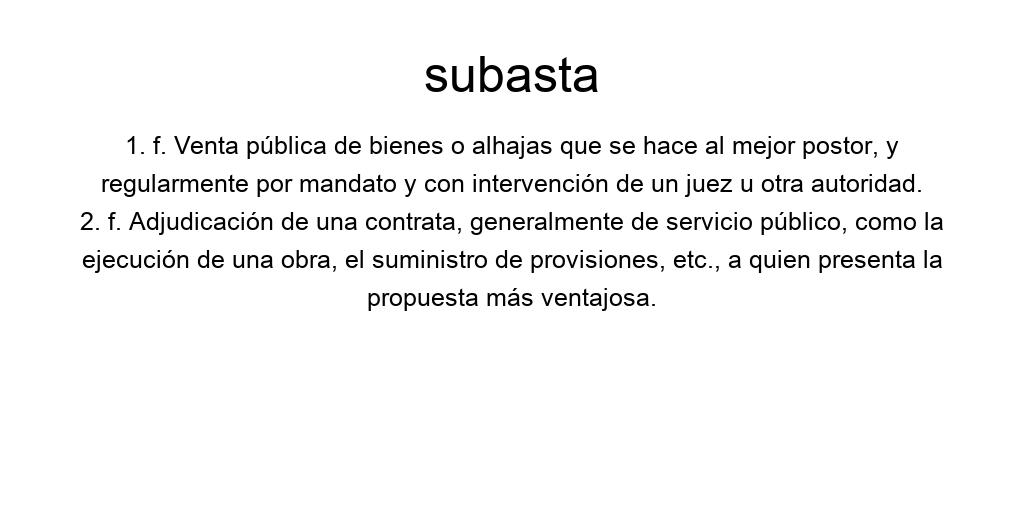 subasta
1. f. Venta pública de bienes o alhajas que se hace al mejor postor, y
regularmente por mandato y con intervención de un juez u otra autoridad.
2. f. Adjudicación de una contrata, generalmente de servicio público, como la
ejecución de una obra, el suministro de provisiones, etc., a quien presenta la
propuesta más ventajosa.